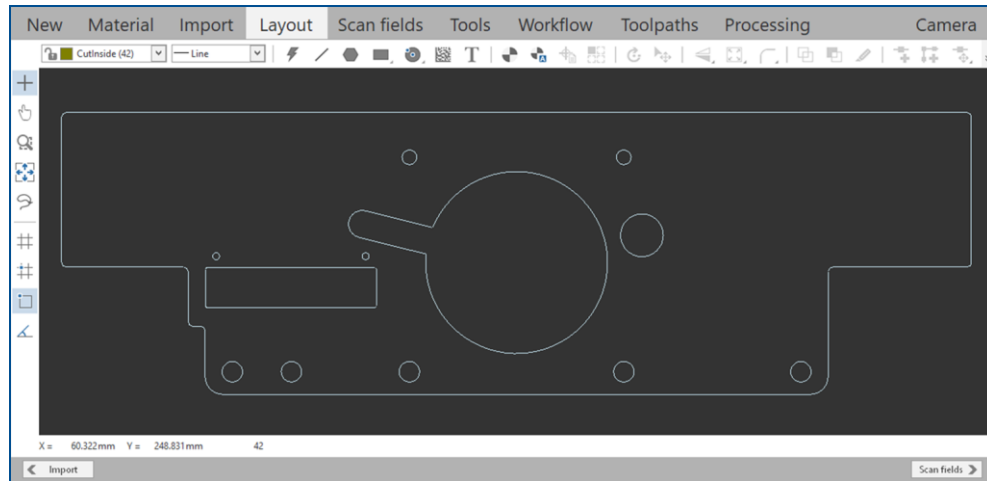 New Material Import Layout Scan fields Tools Workflow Toolpaths Processing Camera
CutInside (42) Line T
X = 60.322mm Y = 248.831mm 42
Import Scan fields